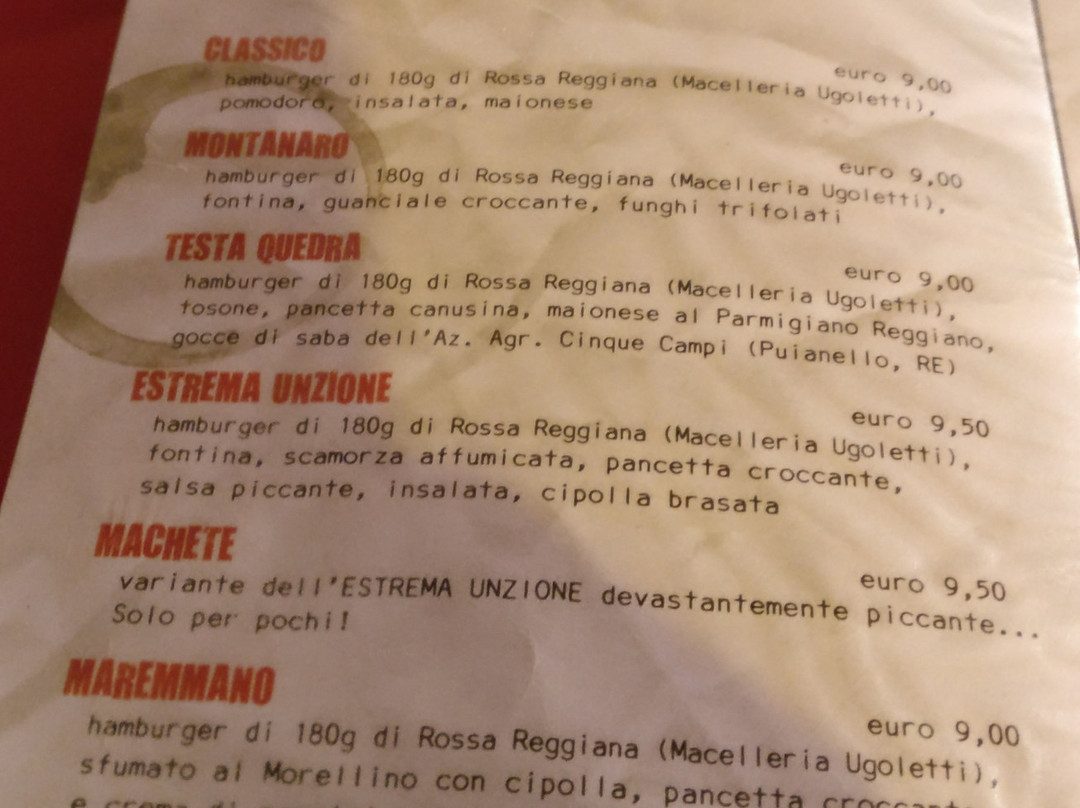 CLASSICO
euro 9,00
hamburger di 180g di Rossa Reggiana (Macelleria Ugoletti),
pomodoro, insalata, maionese
MONTANARO
euro 9,00
hamburger di 180g di Rossa Reggiana (Macelleria Ugoletti),
fontina, guanciale croccante, funghi trifolati
TESTA QUEDRA
euro 9,00
hamburger di 180g di Rossa Reggiana (Macelleria Ugoletti),
tosone, pancetta canusina, maionese al Parmigiano Reggiano,
gocce di saba dell'Az. Agr. Cinque Campi (Puianello, RE)
ESTREMA UNZIONE
euro 9,50
hamburger di 180g di Rossa Reggiana (Macelleria Ugoletti),
fontina, scamorza affumicata, pancetta croccante,
salsa piccante, insalata, cipolla brasata
MACHETE
euro 9,50
variante dell'ESTREMA UNZIONE devastantemente piccante...
Solo per pochi!
MAREMMANO
euro 9,00
hamburger di 180g di Rossa Reggiana (Macelleria Ugoletti),
sfumato al Morellino con cipolla, pancetta
e crema di